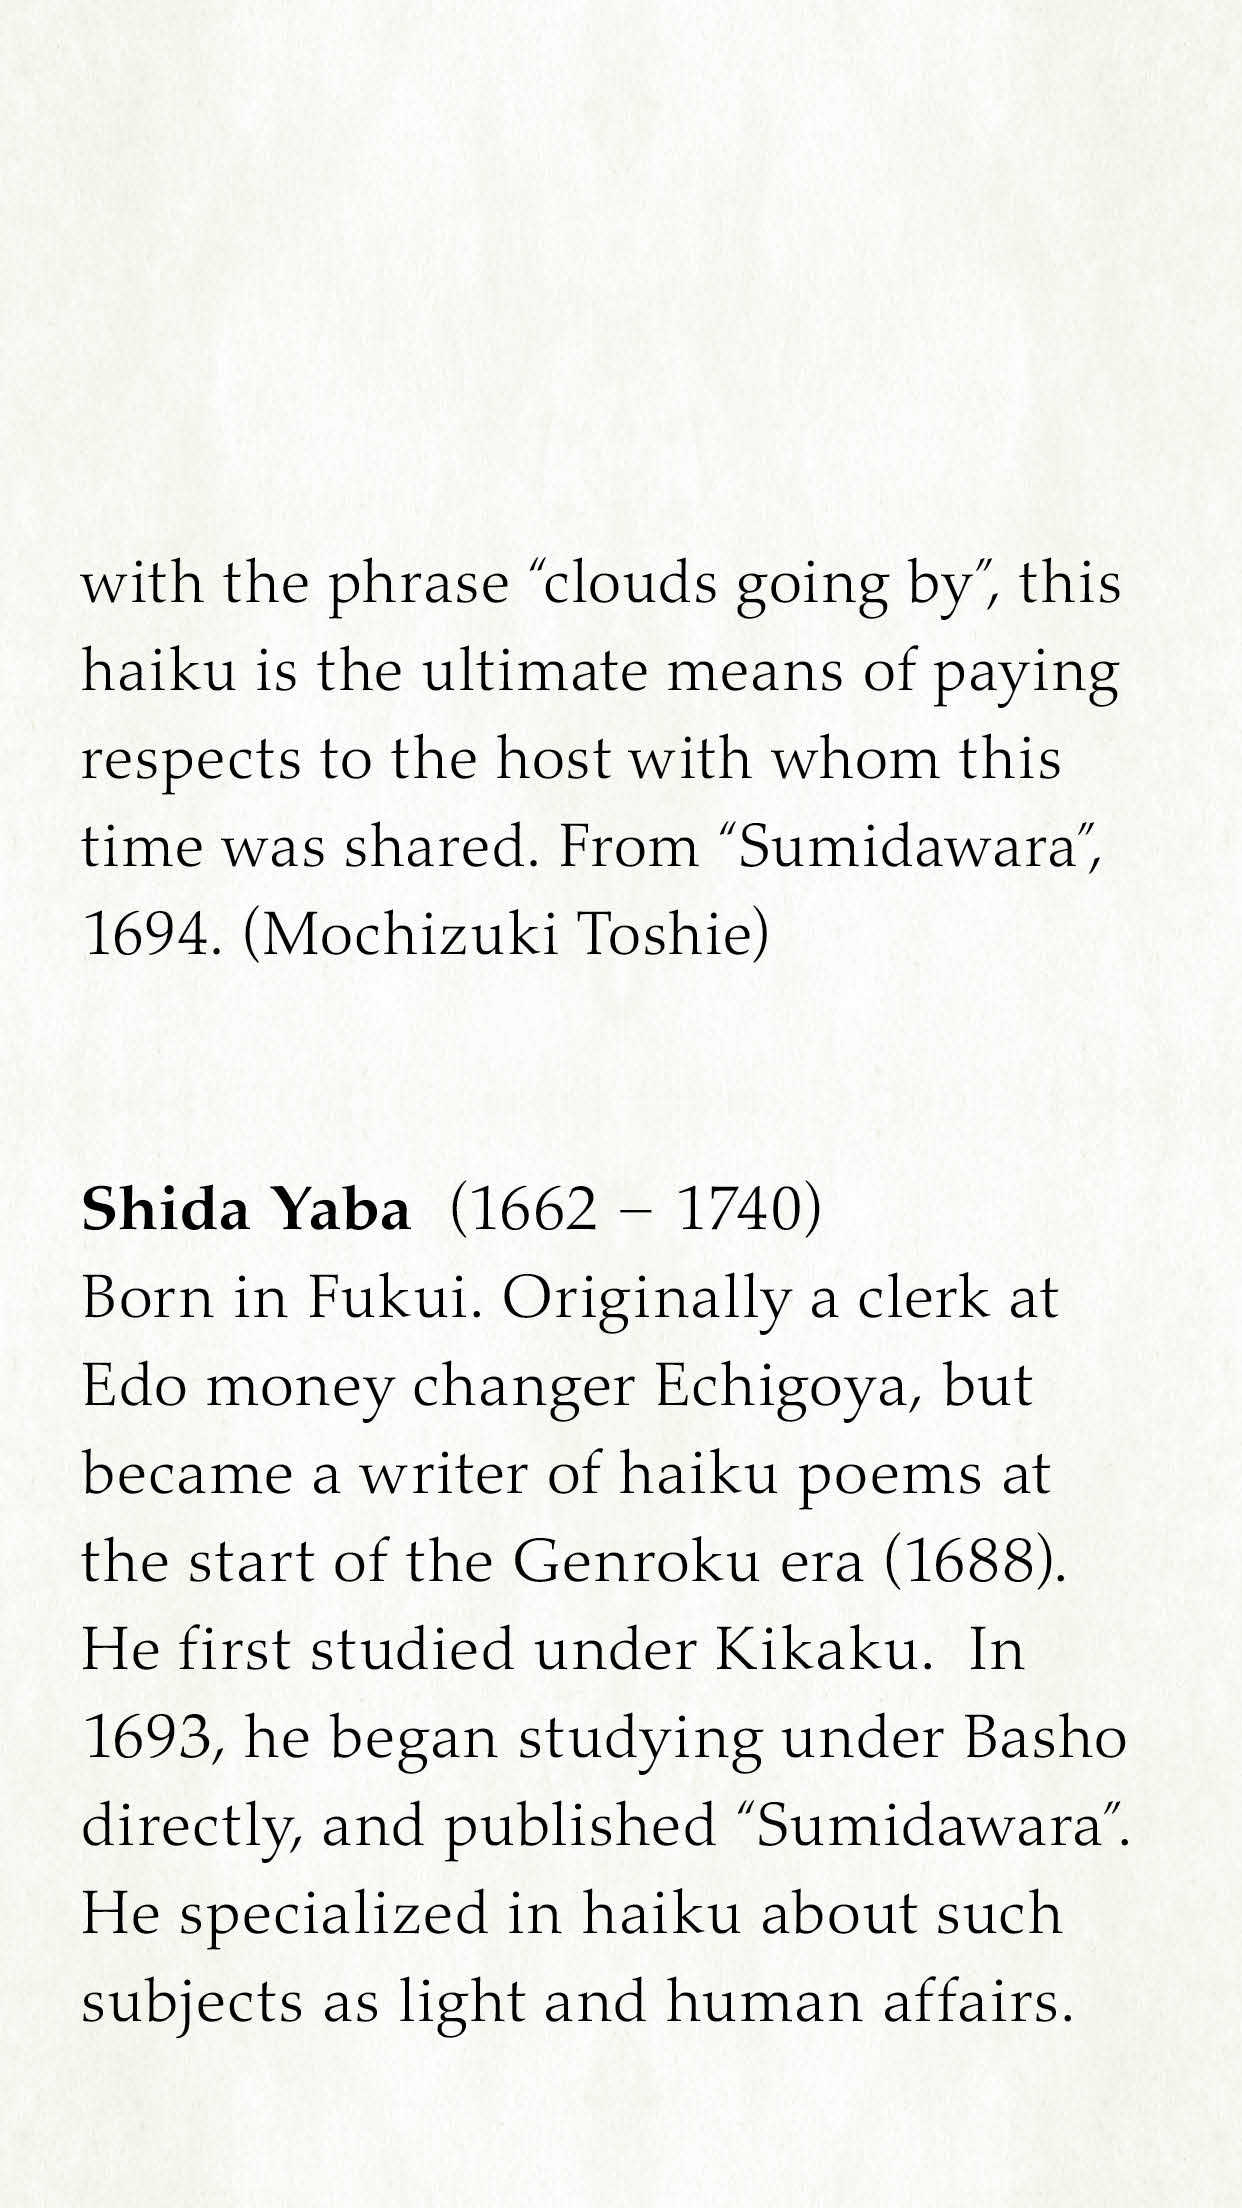 with the phrase “clouds going by”, this
haiku is the ultimate means of paying
respects to the host with whom this
time was shared. From “Sumidawara”,
1694. (Mochizuki Toshie)
Shida Yaba (1662 – 1740)
Born in Fukui. Originally a clerk at
Edo money changer Echigoya, but
became a writer of haiku poems at
the start of the Genroku era (1688).
He first studied under Kikaku. In
1693, he began studying under Basho
directly, and published “Sumidawara”.
He specialized in haiku about such
subjects as light and human affairs.